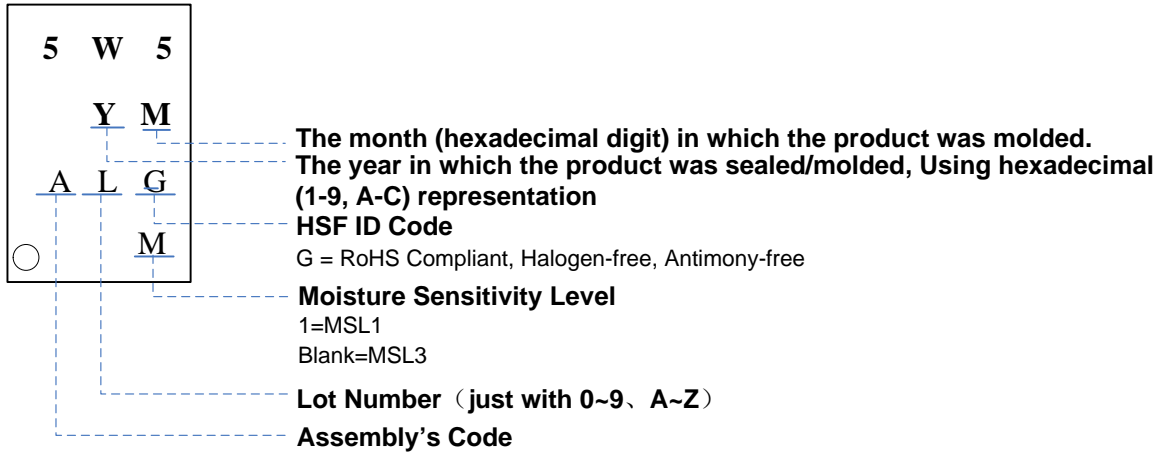 5 W 5
Y M
A L G
M
The month (hexadecimal digit) in which the product was molded.
The year in which the product was sealed/molded, Using hexadecimal
(1-9, A-C) representation
HSF ID Code
G = RoHS Compliant, Halogen-free, Antimony-free
Moisture Sensitivity Level
1=MSL1
Blank=MSL3
Lot Number（just with 0~9、A~Z）
Assembly's Code